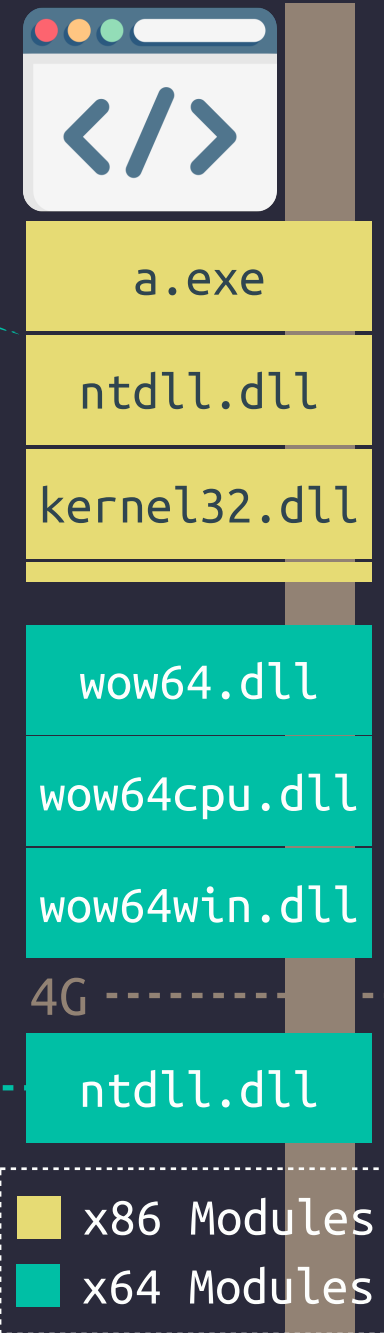 </>
a.exe
ntdll.dll
kernel32.dll
wow64.dll
wow64cpu.dll
wow64win.dll
4G
ntdll.dll
x86 Modules
x64 Modules